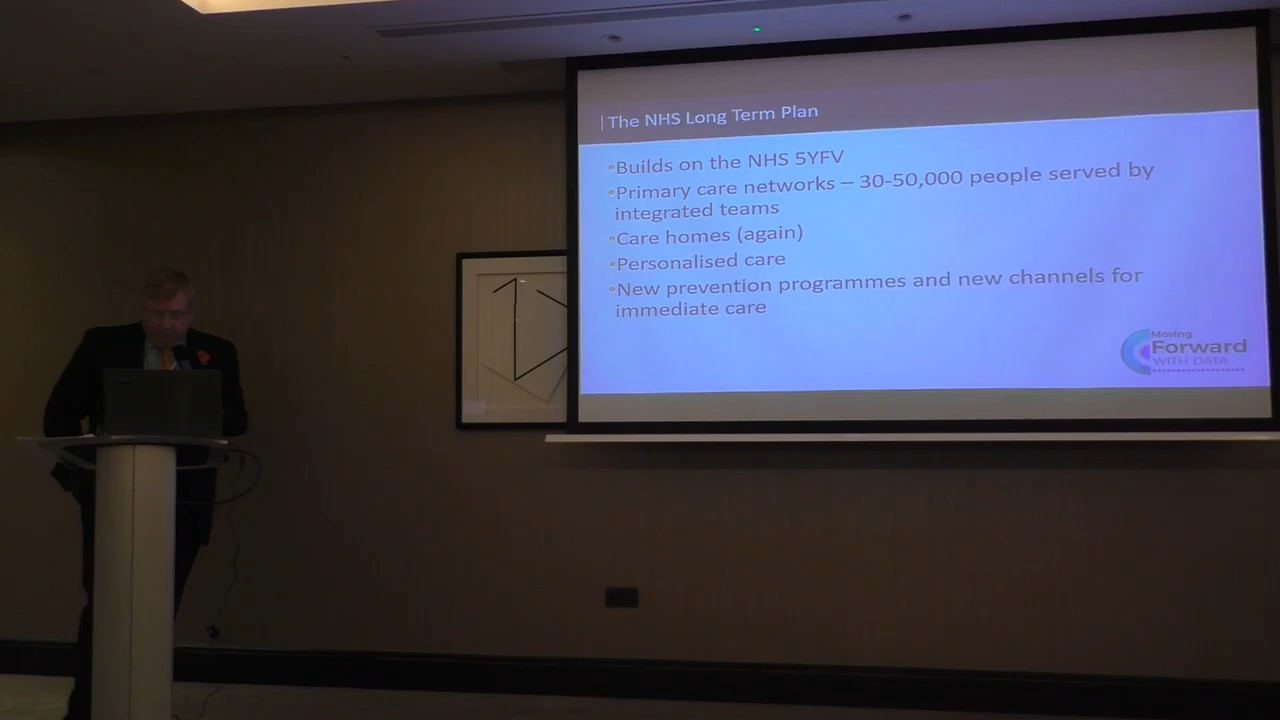 The NHS Long Term Plan
•Builds on the NHS 5YFV
•Primary care networks – 30-50,000 people served by
integrated teams
•Care homes (again)
•Personalised care
•New prevention programmes and new channels for
immediate care
Moving
Forward
WITH DATA